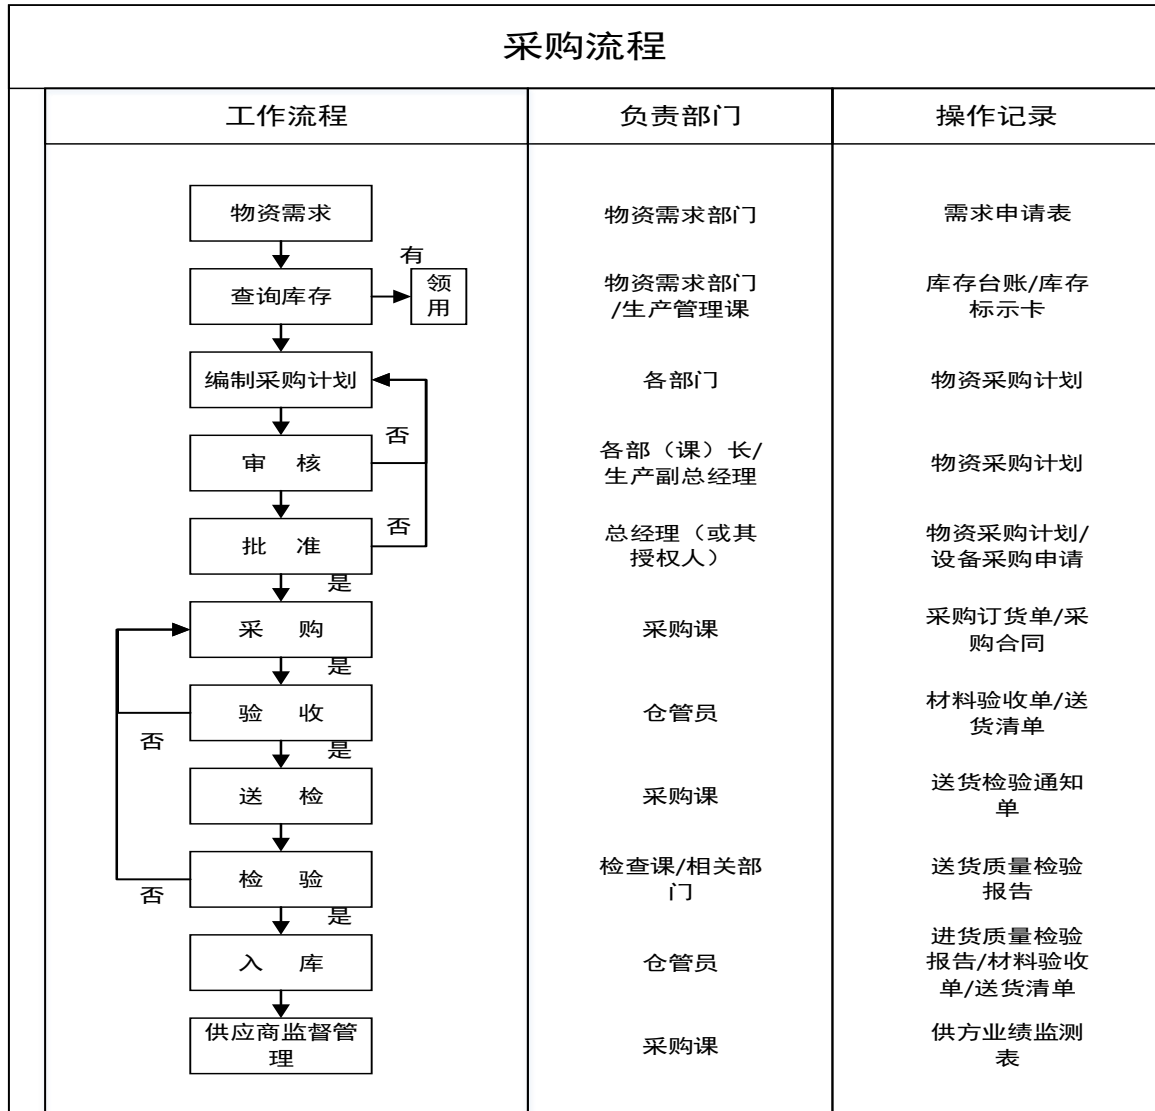 采购流程
工作流程 负责部门 操作记录
物资需求 物资需求部门 需求申请表
有
查询库存
领
用
物资需求部门
/生产管理课
库存台账/库存
标示卡
编制采购计划 各部门 物资采购计划
否
审 核
各部（课）长/
生产副总经理
物资采购计划
否
批 准
总经理（或其
授权人）
物资采购计划/
设备采购申请
是
采 购 采购课
采购订货单/采
购合同
是
验 收 仓管员
材料验收单/送
货清单
否
是
送 检 采购课
送货检验通知
单
检 验
检查课/相关部
门
送货质量检验
报告
否
是
入 库 仓管员
进货质量检验
报告/材料验收
单/送货清单
供应商监督管
理
采购课
供方业绩监测
表